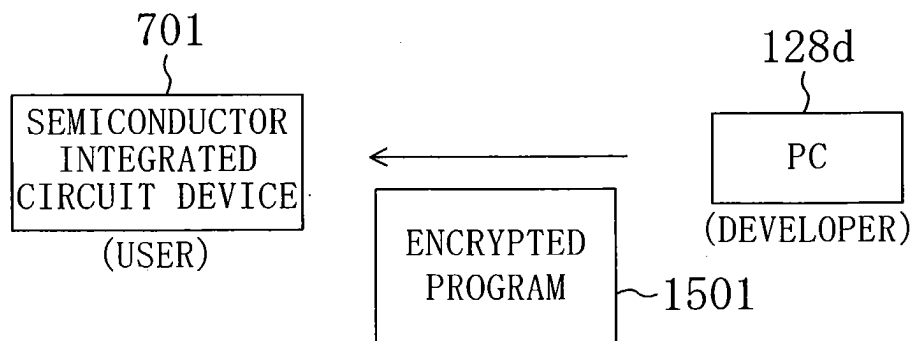 701
SEMICONDUCTOR
INTEGRATED
CIRCUIT DEVICE
(USER)
ENCRYPTED
PROGRAM
1501
128d
PC
(DEVELOPER)